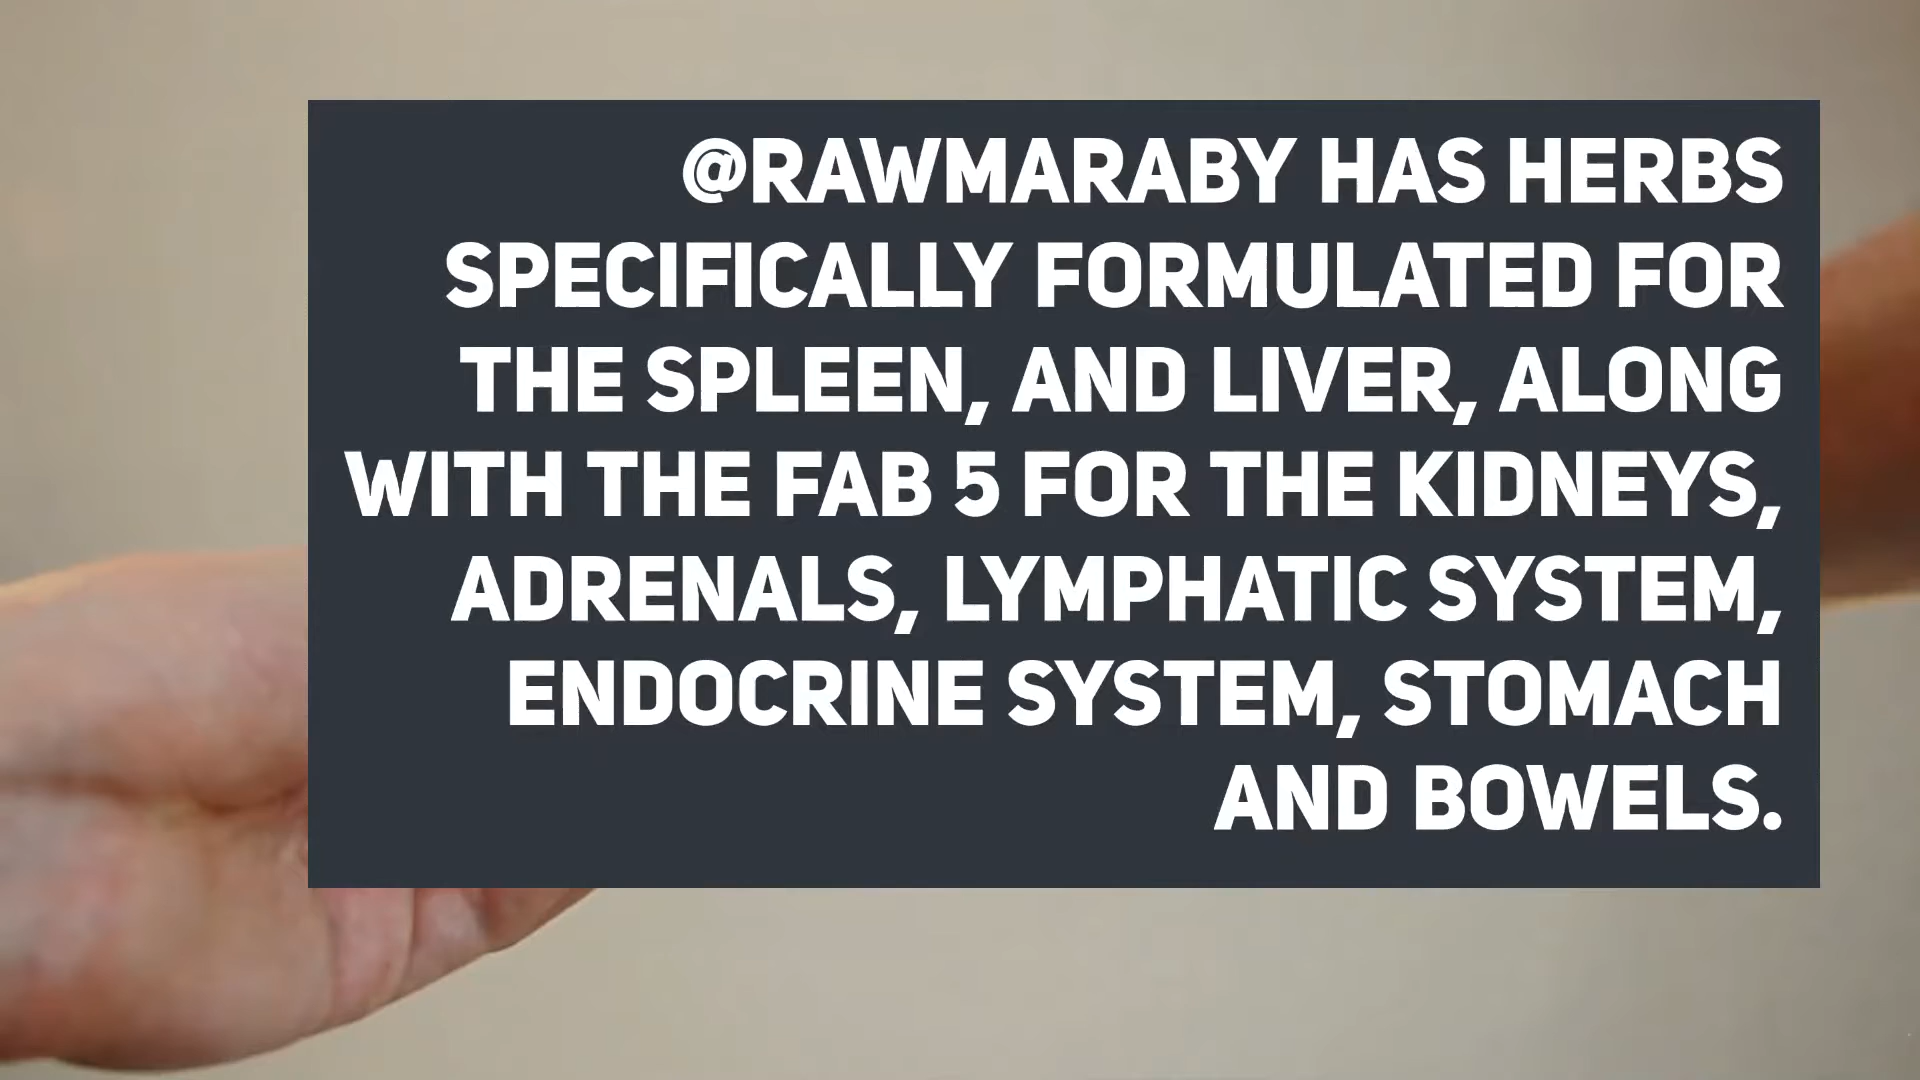 @RAWMARABY HAS HERBS
SPECIFICALLY FORMULATED FOR
THE SPLEEN, AND LIVER, ALONG
WITH THE FAB 5 FOR THE KIDNEYS,
ADRENALS, LYMPHATIC SYSTEM,
ENDOCRINE SYSTEM, STOMACH
AND BOWELS.